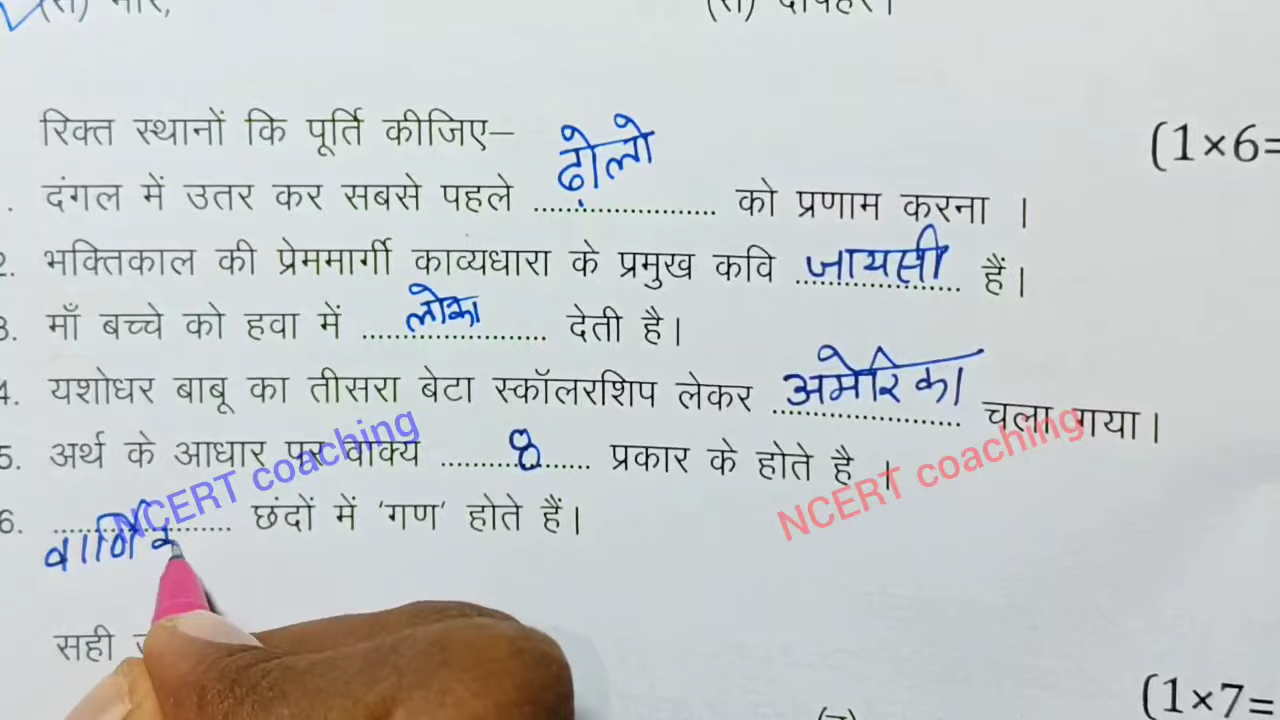 रिक्त स्थानों कि पूर्ति कीजिए– (1×6=
दंगल में उतर कर सबसे पहले ढ़ोलो को प्रणाम करना ।
2. भक्तिकाल की प्रेममार्गी काव्यधारा के प्रमुख कवि जायसी हैं।
3. माँ बच्चे को हवा में लोका देती है।
4. यशोधर बाबू का तीसरा बेटा स्कॉलरशिप लेकर अमेरिका चला गया।
5. अर्थ के आधार पर वाक्य 8 प्रकार के होते है ।
NCERT coaching NCERT coaching
6. छंदों में 'गण' होते हैं।
सही
(1×7=